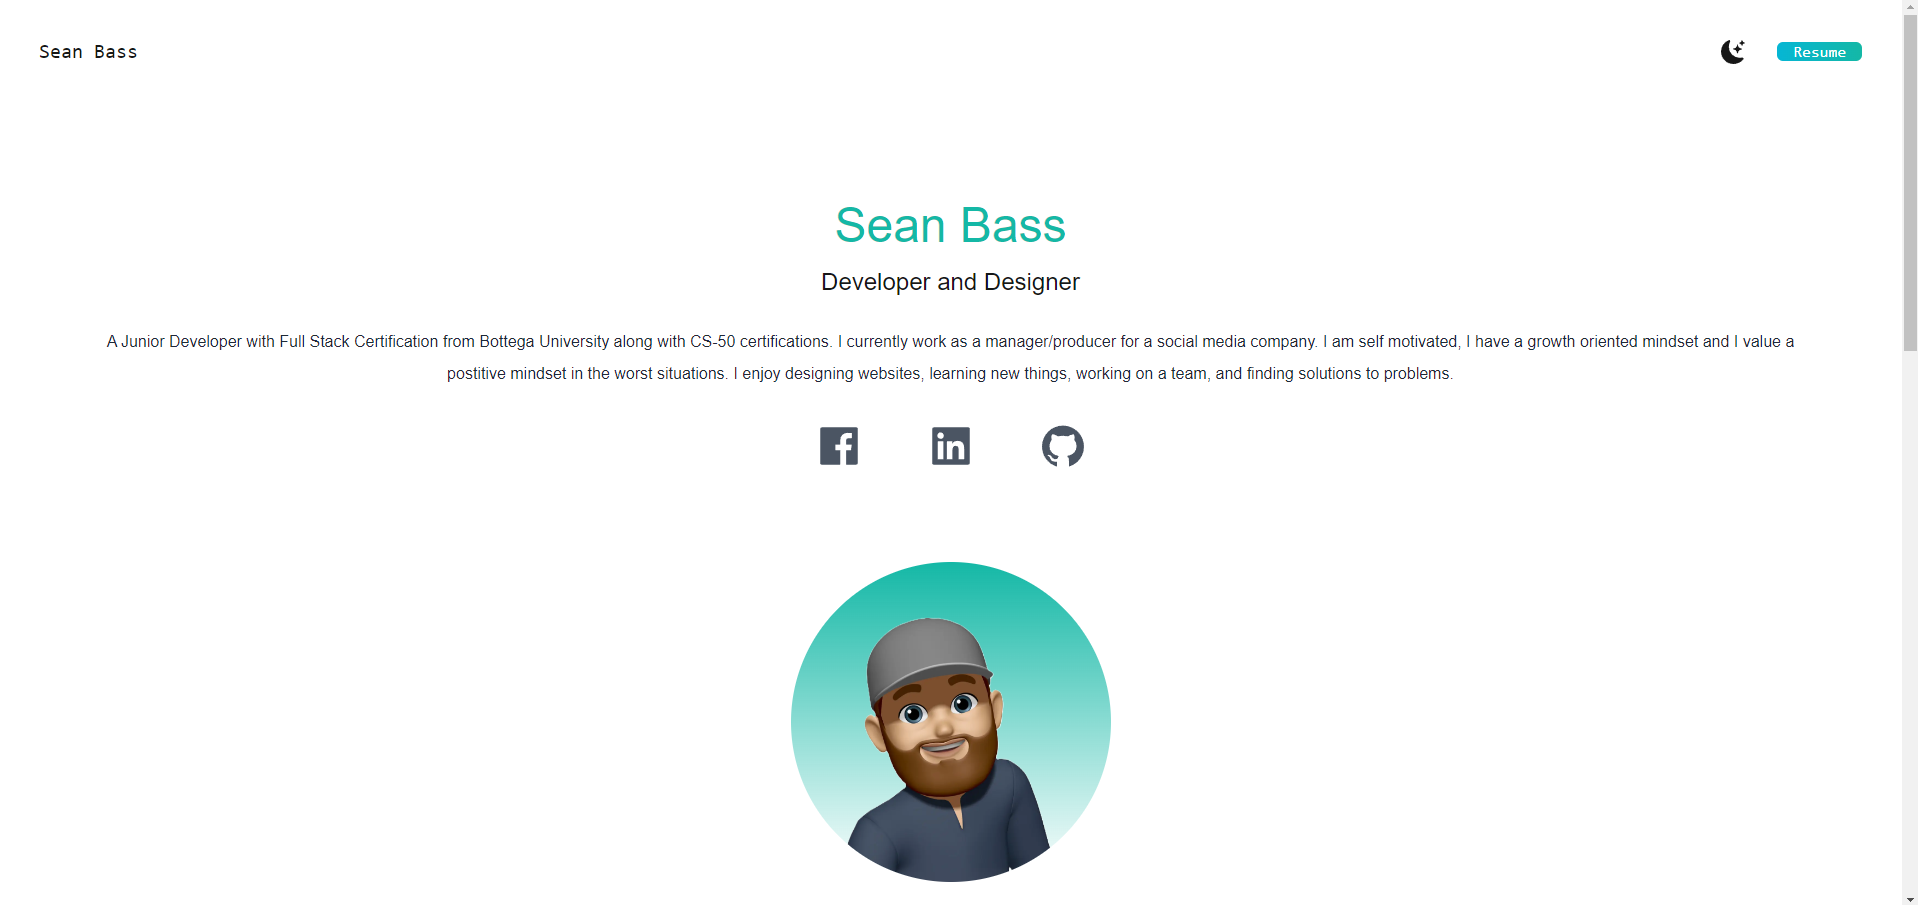 Sean Bass
Resume
Sean Bass
Developer and Designer
A Junior Developer with Full Stack Certification from Bottega University along with CS-50 certifications. I currently work as a manager/producer for a social media company. I am self motivated, I have a growth oriented mindset and I value a
postitive mindset in the worst situations. I enjoy designing websites, learning new things, working on a team, and finding solutions to problems.